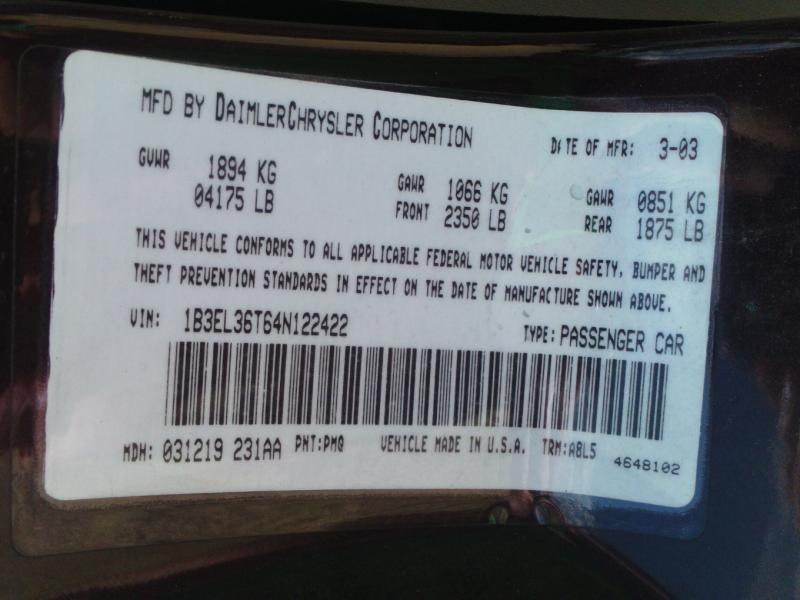 MFD BY DAIMLERCHRYSLER CORPORATION DATE OF MFR: 3-03
GVWR 1894 KG GAWR 1066 KG GAWR 0851 KG
04175 LB FRONT 2350 LB REAR 1875 LB
THIS VEHICLE CONFORMS TO ALL APPLICABLE FEDERAL MOTOR VEHICLE SAFETY, BUMPER AND
THEFT PREVENTION STANDARDS IN EFFECT ON THE DATE OF MANUFACTURE SHOWN ABOVE.
VIN: 1B3EL36T64N122422 TYPE: PASSENGER CAR
MDH: 031219 231AA PNT:PMQ VEHICLE MADE IN U.S.A. TRM:A8L5 4648102